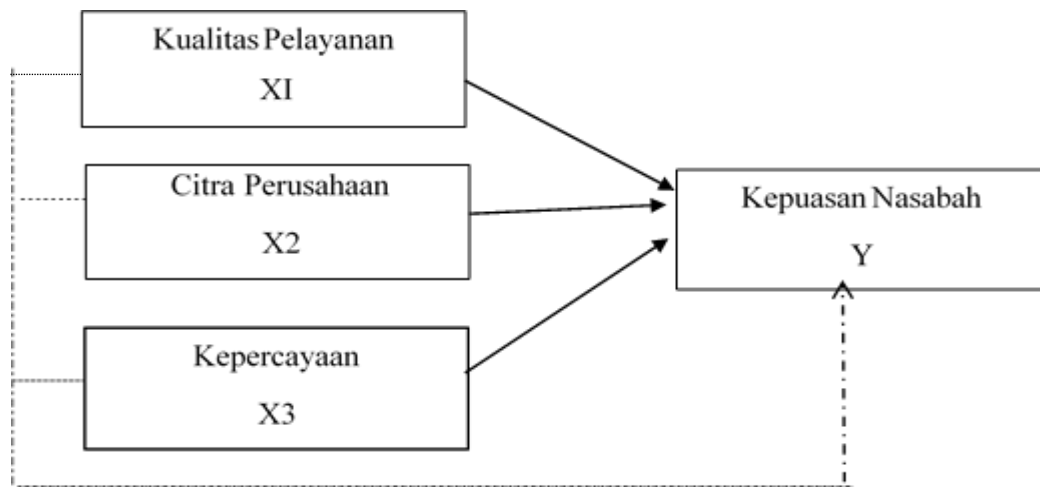 Kualitas Pelayanan
XI
Citra Perusahaan
X2
Kepercayaan
X3
Kepuasan Nasabah
Y